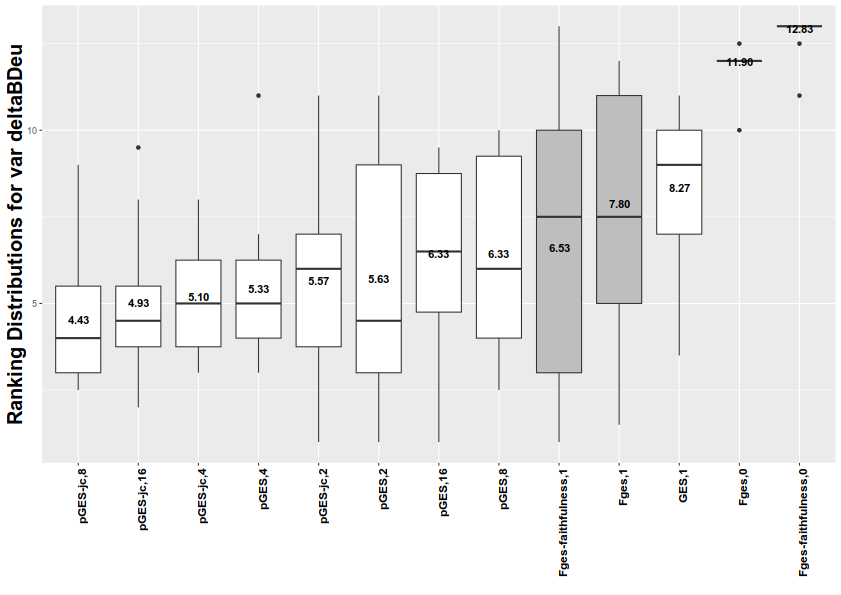 Ranking Distributions for var deltaBDeu
10
5
4.43
4.93
5.10
5.33
5.57
5.63
6.33
6.33
6.53
7.80
8.27
11.90
12.83
pGES-jc,8
pGES-jc,16
pGES-jc,4
pGES,4
pGES-jc,2
pGES,2
pGES,16
pGES,8
Fges-faithfulness,1
Fges,1
GES,1
Fges,0
Fges-faithfulness,0